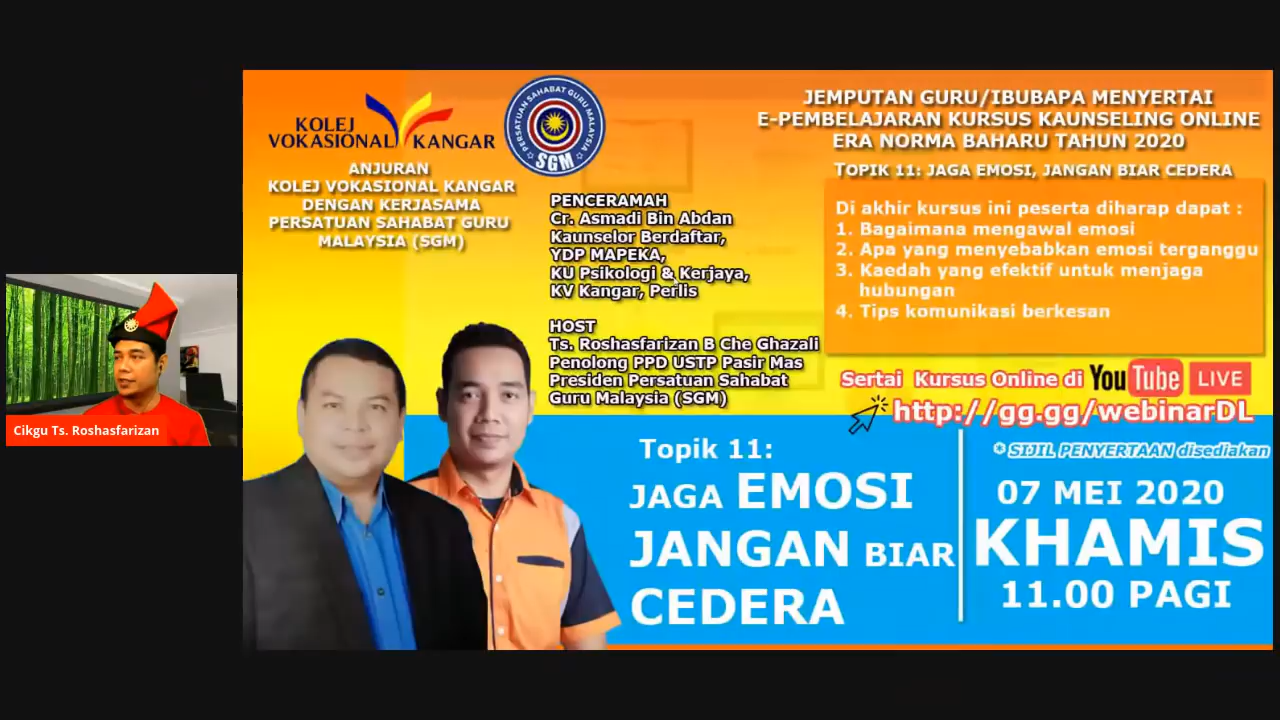 KOLEJ
VOKASIONAL KANGAR
PERSATUAN SAHABAT GURU MALAYSIA
SGM
ANJURAN
KOLEJ VOKASIONAL KANGAR
DENGAN KERJASAMA
PERSATUAN SAHABAT GURU
MALAYSIA (SGM)
PENCERAMAH
Cr. Asmadi Bin Abdan
Kaunselor Berdaftar,
YDP MAPEKA,
KU Psikologi & Kerjaya,
KV Kangar, Perlis
HOST
Ts. Roshasfarizan B Che Ghazali
Penolong PPD USTP Pasir Mas
Presiden Persatuan Sahabat
Guru Malaysia (SGM)
JEMPUTAN GURU/IBUBAPA MENYERTAI
E-PEMBELAJARAN KURSUS KAUNSELING ONLINE
ERA NORMA BAHARU TAHUN 2020
TOPIK 11: JAGA EMOSI, JANGAN BIAR CEDERA
Di akhir kursus ini peserta diharap dapat :
1. Bagaimana mengawal emosi
2. Apa yang menyebabkan emosi terganggu
3. Kaedah yang efektif untuk menjaga
hubungan
4. Tips komunikasi berkesan
Sertai Kursus Online di YouTube LIVE
http://gg.gg/webinarDL
Cikgu Ts. Roshasfarizan
Topik 11:
JAGA EMOSI
JANGAN BIAR
CEDERA
* SIJIL PENYERTAAN disediakan
07 MEI 2020
KHAMIS
11.00 PAGI